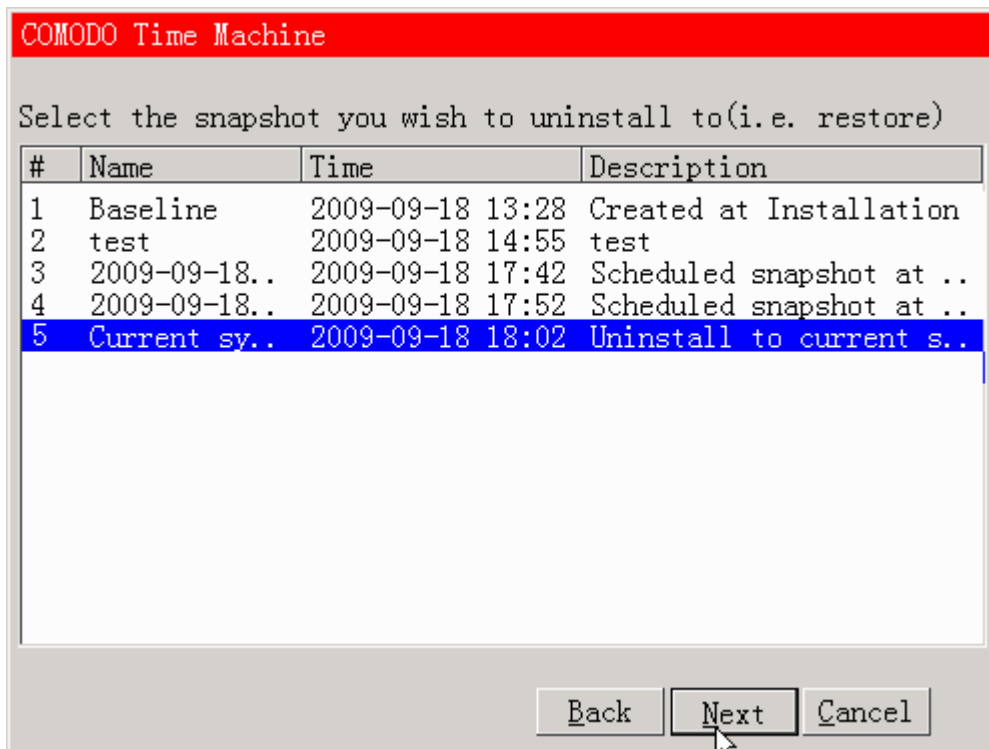 COMODO Time Machine
Select the snapshot you wish to uninstall to(i.e. restore)
# Name Time Description
1 Baseline 2009-09-18 13:28 Created at Installation
2 test 2009-09-18 14:55 test
3 2009-09-18.. 2009-09-18 17:42 Scheduled snapshot at ..
4 2009-09-18.. 2009-09-18 17:52 Scheduled snapshot at ..
5 Current sy.. 2009-09-18 18:02 Uninstall to current s..
Back Next Cancel